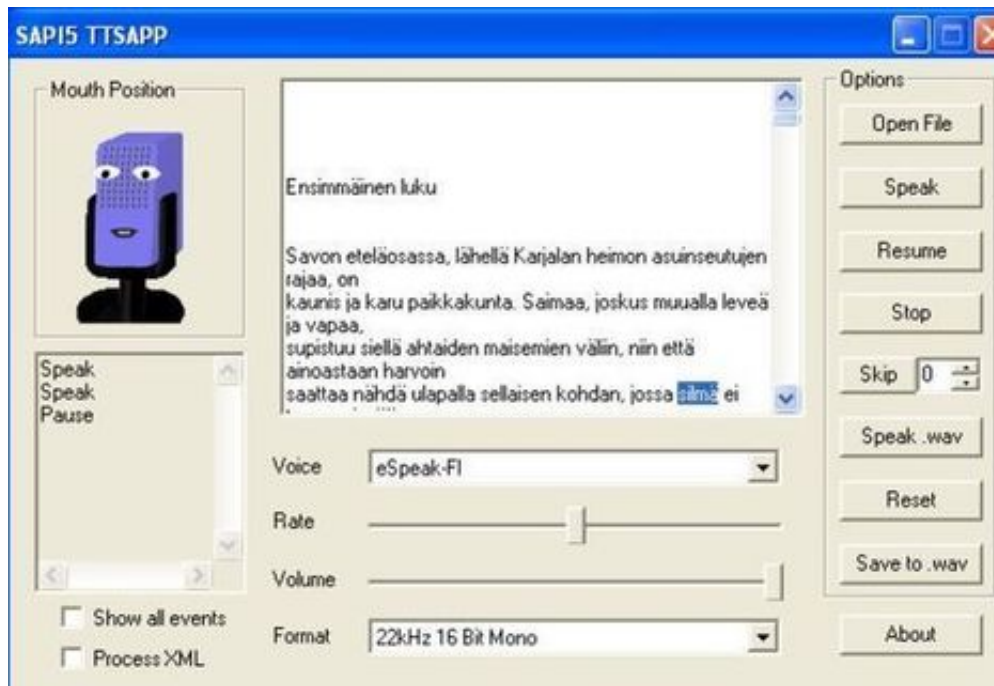 SAPI5 TTSAPP
Mouth Position
Speak
Speak
Pause
Show all events
Process XML
Ensimmäinen luku
Savon eteläosassa, lähellä Karjalan heimon asuinseutujen
rajaa, on
kaunis ja karu paikkakunta. Saimaa, joskus muualla leveä
ja vapaa,
supistuu siellä ahtaiden maisemien väliin, niin että
ainoastaan harvoin
saattaa nähdä ulapalla sellaisen kohdan, jossa silmä ei
Voice
eSpeak-FI
Rate
Volume
Format
22kHz 16 Bit Mono
Options
Open File
Speak
Resume
Stop
Skip 0
Speak .wav
Reset
Save to .wav
About